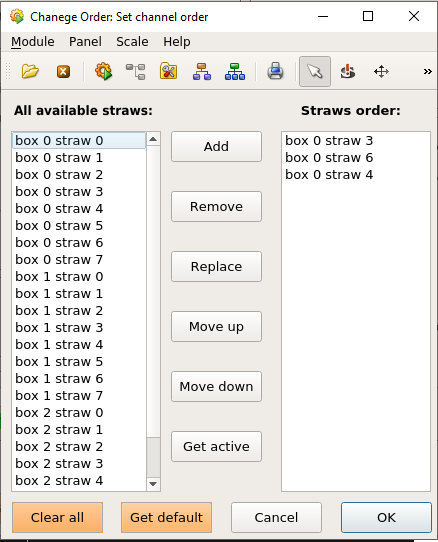 Chanege Order: Set channel order
Module Panel Scale Help
»
All available straws:
Straws order:
box 0 straw 0
box 0 straw 1
box 0 straw 2
box 0 straw 3
box 0 straw 4
box 0 straw 5
box 0 straw 6
box 0 straw 7
box 1 straw 0
box 1 straw 1
box 1 straw 2
box 1 straw 3
box 1 straw 4
box 1 straw 5
box 1 straw 6
box 1 straw 7
box 2 straw 0
box 2 straw 1
box 2 straw 2
box 2 straw 3
box 2 straw 4
Add
Remove
Replace
Move up
Move down
Get active
box 0 straw 3
box 0 straw 6
box 0 straw 4
Clear all
Get default
Cancel
OK